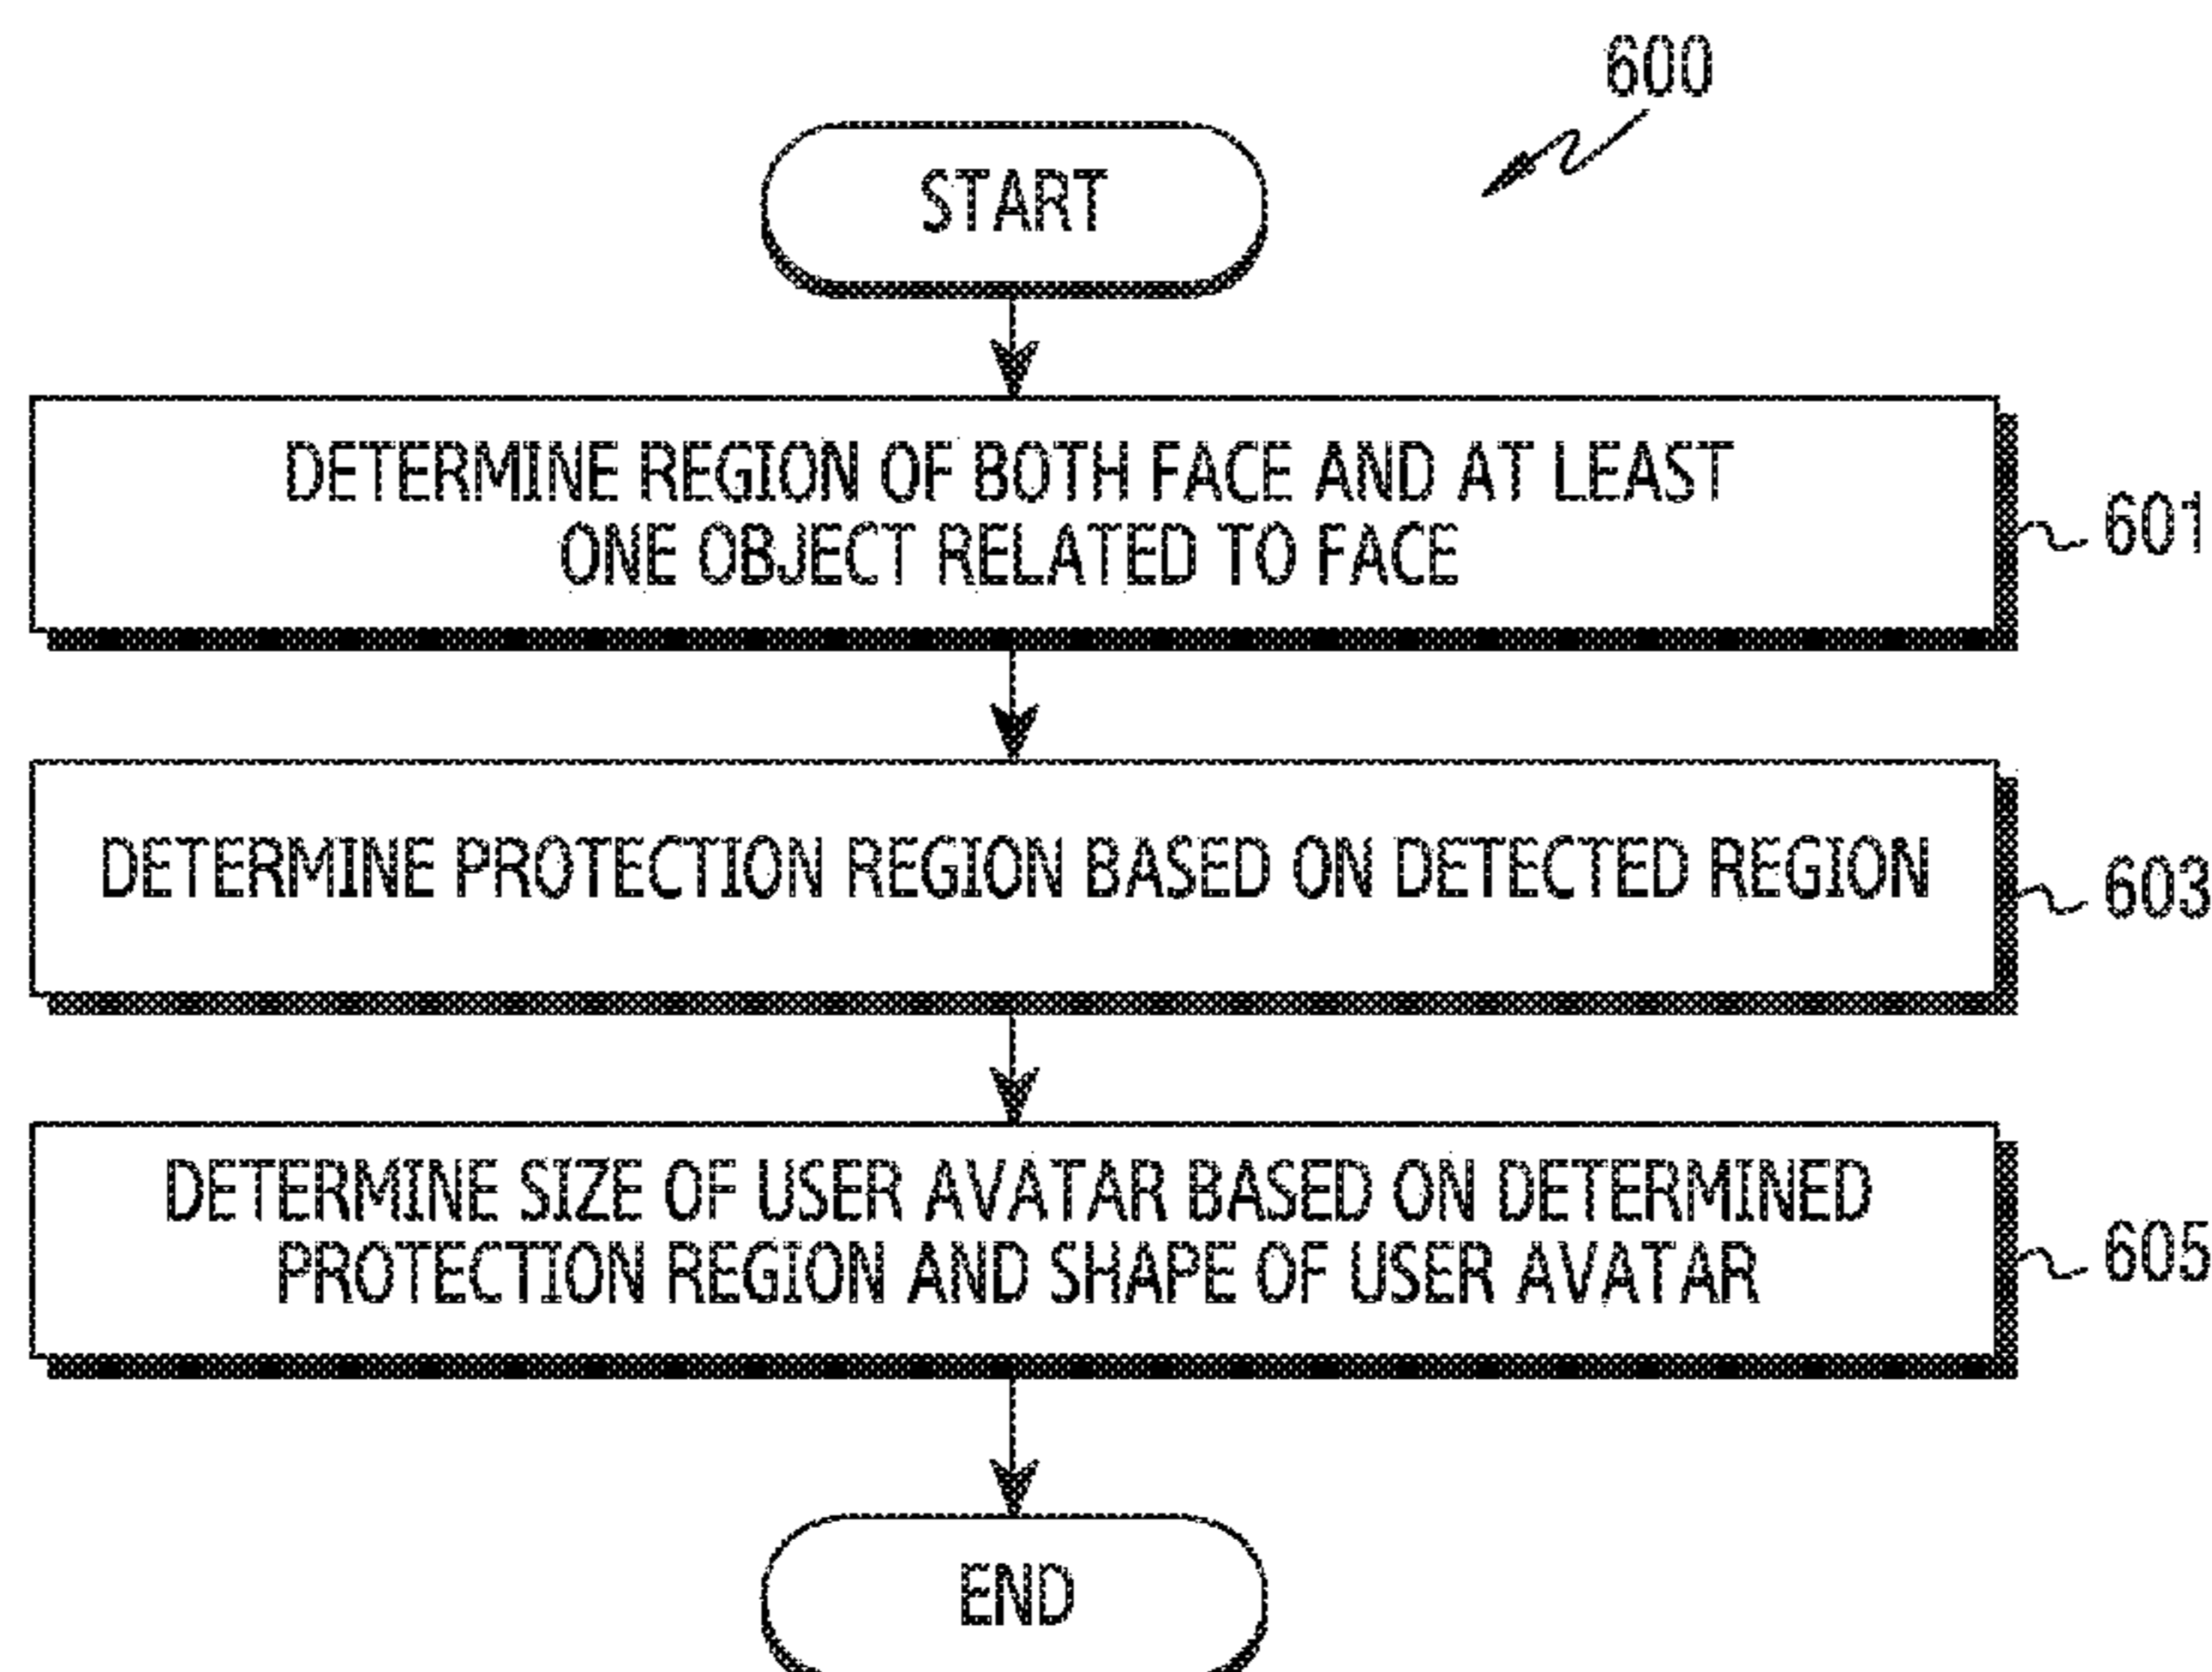 600
START
DETERMINE REGION OF BOTH FACE AND AT LEAST
ONE OBJECT RELATED TO FACE
601
DETERMINE PROTECTION REGION BASED ON DETECTED REGION
603
DETERMINE SIZE OF USER AVATAR BASED ON DETERMINED
PROTECTION REGION AND SHAPE OF USER AVATAR
605
END